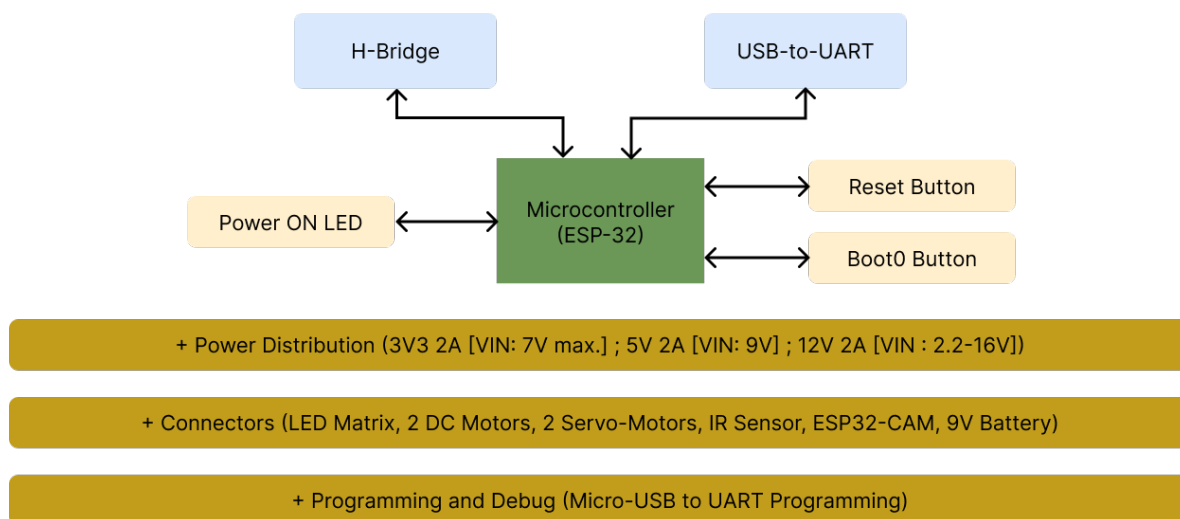 H-Bridge
USB-to-UART
Microcontroller
(ESP-32)
Power ON LED
Reset Button
Boot0 Button
+ Power Distribution (3V3 2A [VIN: 7V max.] ; 5V 2A [VIN: 9V] ; 12V 2A [VIN : 2.2-16V])
+ Connectors (LED Matrix, 2 DC Motors, 2 Servo-Motors, IR Sensor, ESP32-CAM, 9V Battery)
+ Programming and Debug (Micro-USB to UART Programming)